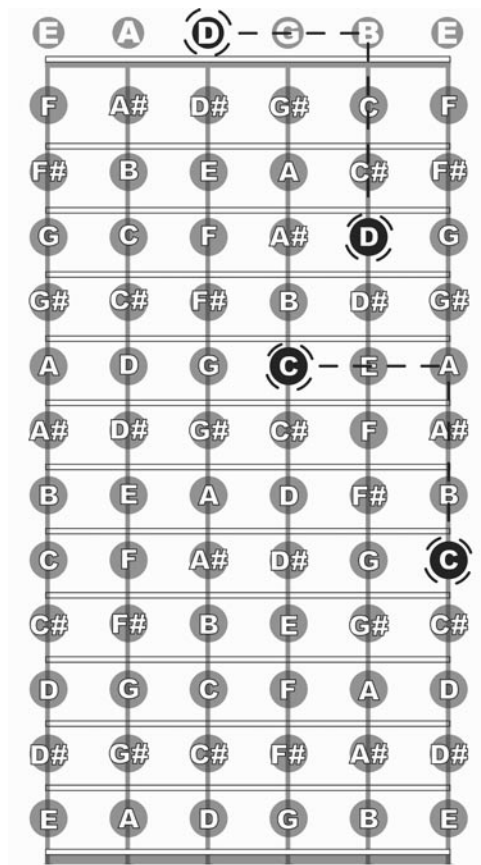 E A D G B E
F A# D# G# C F
F# B E A C# F#
G C F A# D G
G# C# F# B D# G#
A D G C E A
A# D# G# C# F A#
B E A D F# B
C F A# D# G C
C# F# B E G# C#
D G C F A D
D# G# C# F# A# D#
E A D G B E